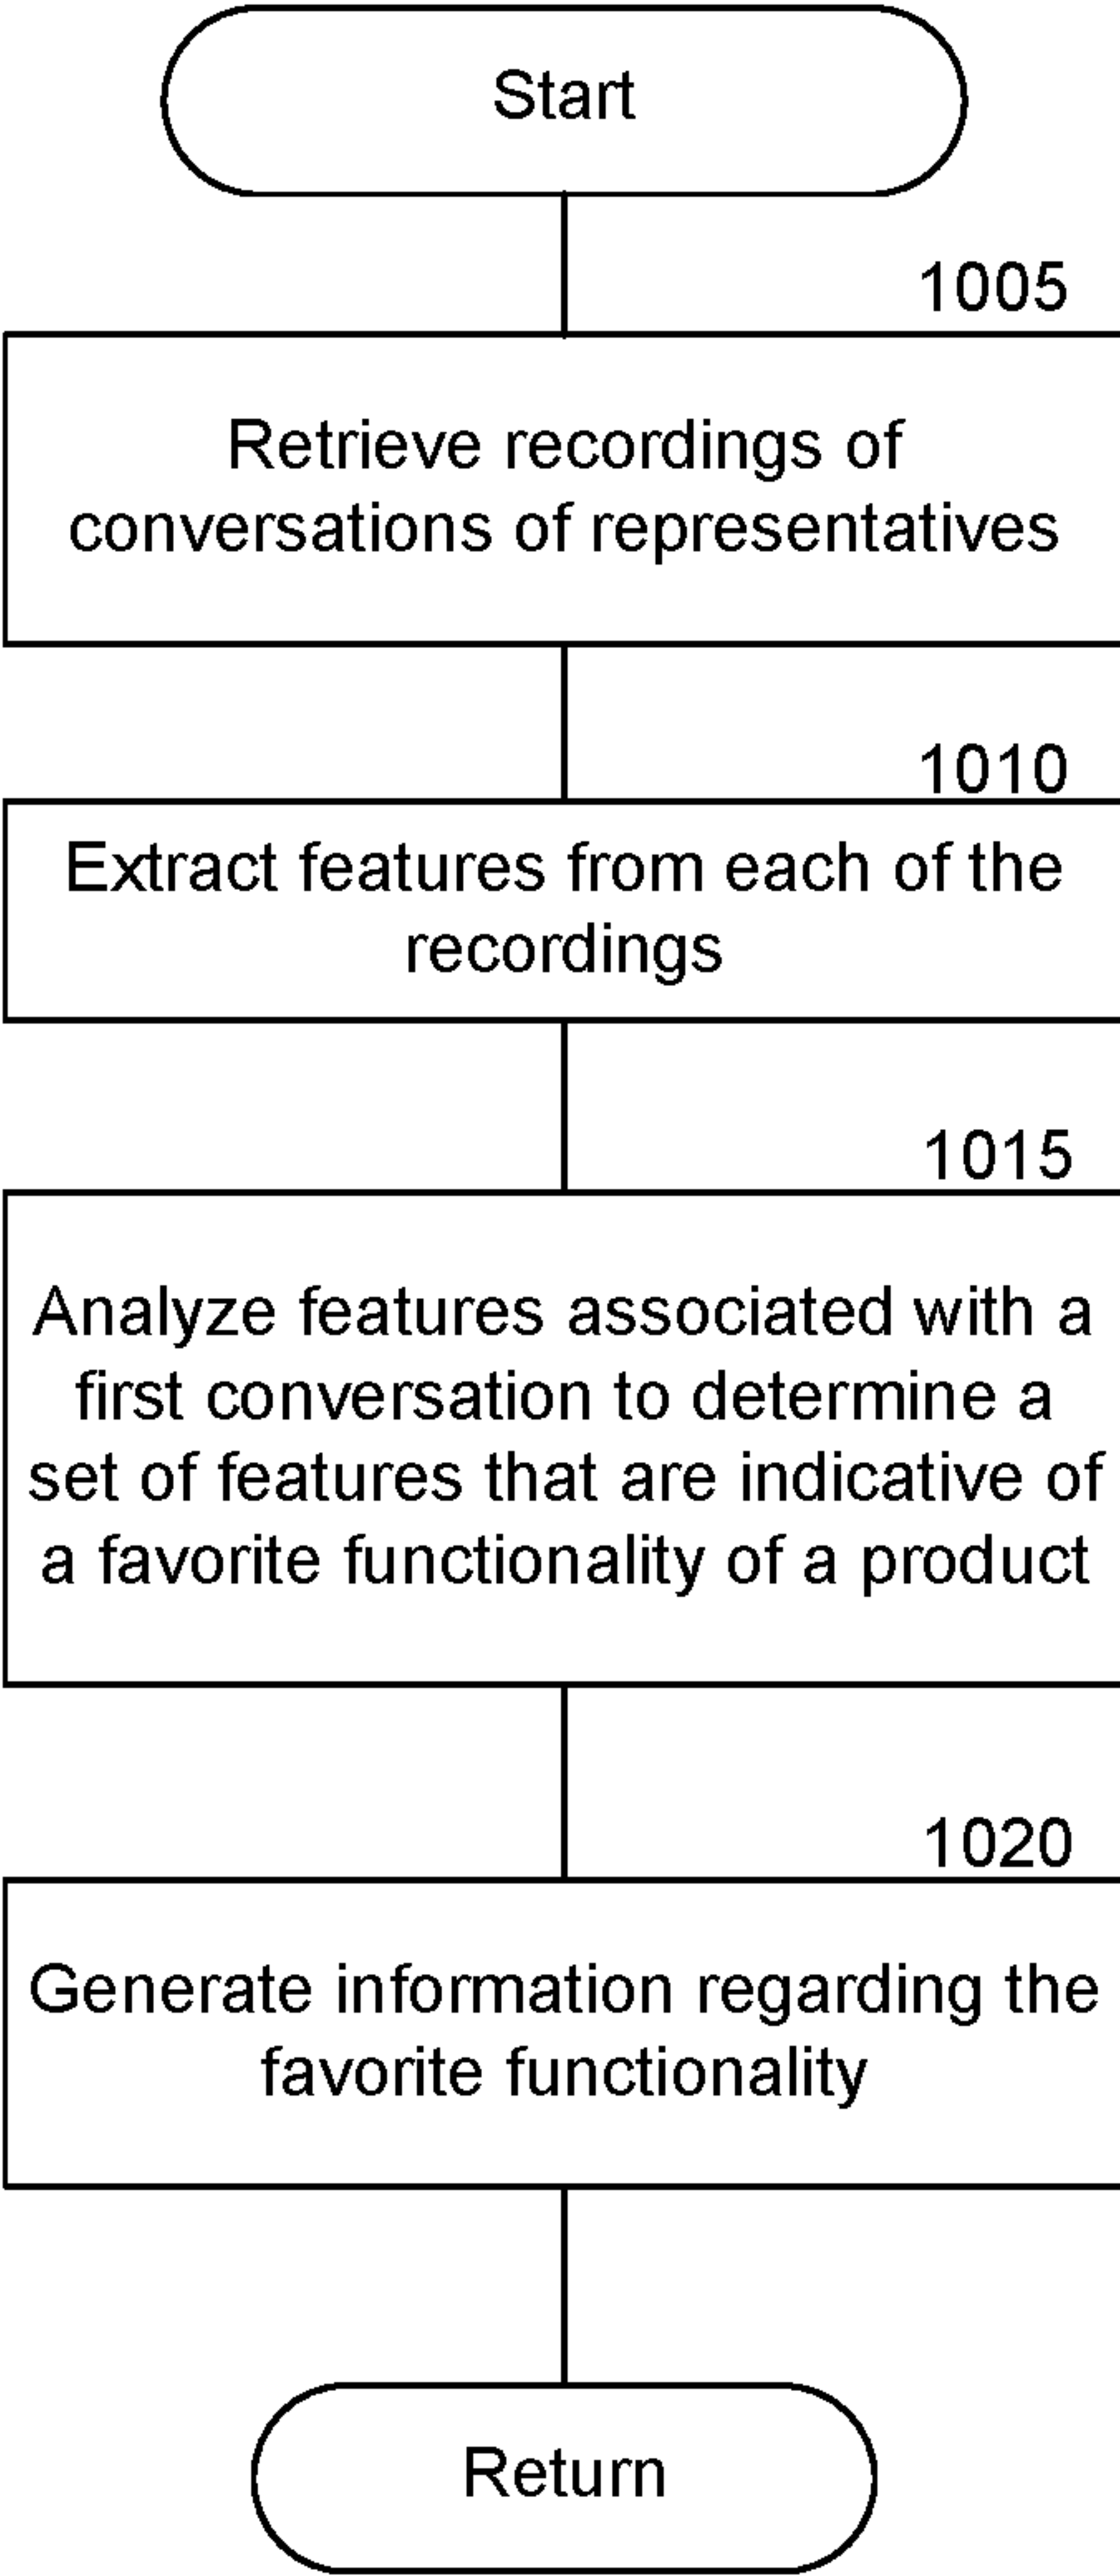 Start
1005
Retrieve recordings of
conversations of representatives
1010
Extract features from each of the
recordings
1015
Analyze features associated with a
first conversation to determine a
set of features that are indicative of
a favorite functionality of a product
1020
Generate information regarding the
favorite functionality
Return